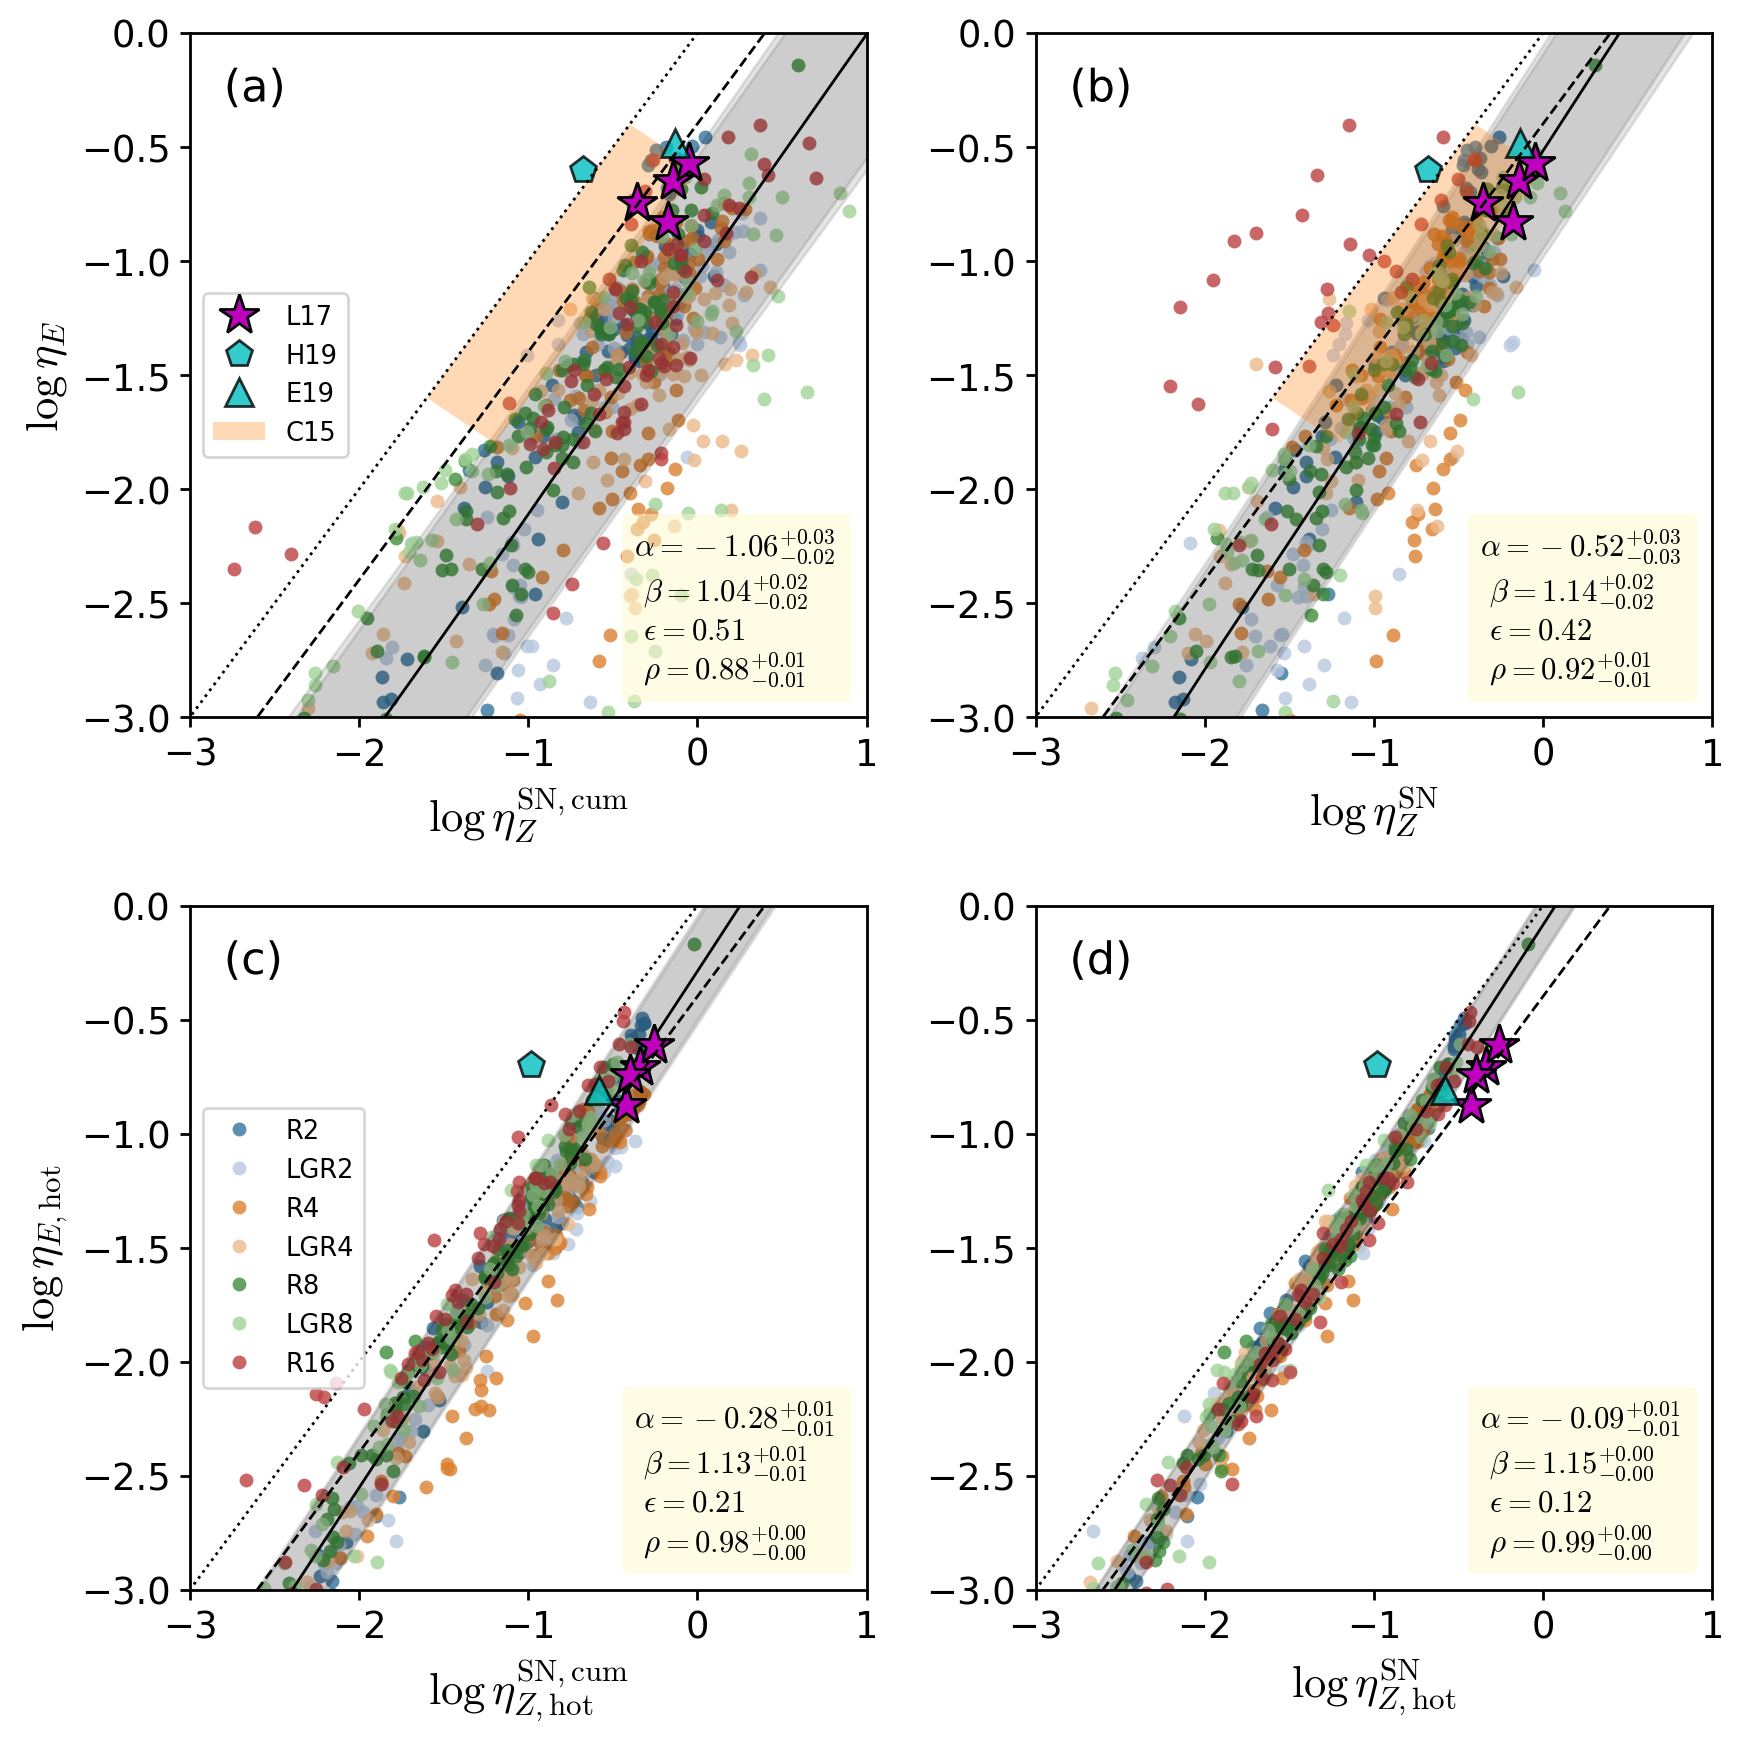 (a)
0.0
−0.5
−1.0
−1.5
−2.0
−2.5
−3.0
log η_E
L17
H19
E19
C15
α = −1.06^{+0.03}_{−0.02}
β = 1.04^{+0.02}_{−0.02}
ϵ = 0.51
ρ = 0.88^{+0.01}_{−0.01}
−3 −2 −1 0 1
log η_Z^{SN, cum}
(b)
0.0
−0.5
−1.0
−1.5
−2.0
−2.5
−3.0
α = −0.52^{+0.03}_{−0.03}
β = 1.14^{+0.02}_{−0.02}
ϵ = 0.42
ρ = 0.92^{+0.01}_{−0.01}
−3 −2 −1 0 1
log η_Z^{SN}
(c)
0.0
−0.5
−1.0
−1.5
−2.0
−2.5
−3.0
log η_{E, hot}
R2
LGR2
R4
LGR4
R8
LGR8
R16
α = −0.28^{+0.01}_{−0.01}
β = 1.13^{+0.01}_{−0.01}
ϵ = 0.21
ρ = 0.98^{+0.00}_{−0.00}
−3 −2 −1 0 1
log η_{Z, hot}^{SN, cum}
(d)
0.0
−0.5
−1.0
−1.5
−2.0
−2.5
−3.0
α = −0.09^{+0.01}_{−0.01}
β = 1.15^{+0.00}_{−0.00}
ϵ = 0.12
ρ = 0.99^{+0.00}_{−0.00}
−3 −2 −1 0 1
log η_{Z, hot}^{SN}